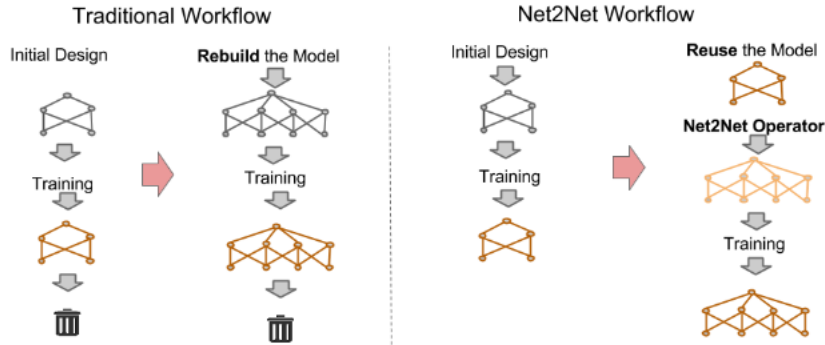 Traditional Workflow
Initial Design
Rebuild the Model
Training
Training
Net2Net Workflow
Initial Design
Reuse the Model
Net2Net Operator
Training
Training